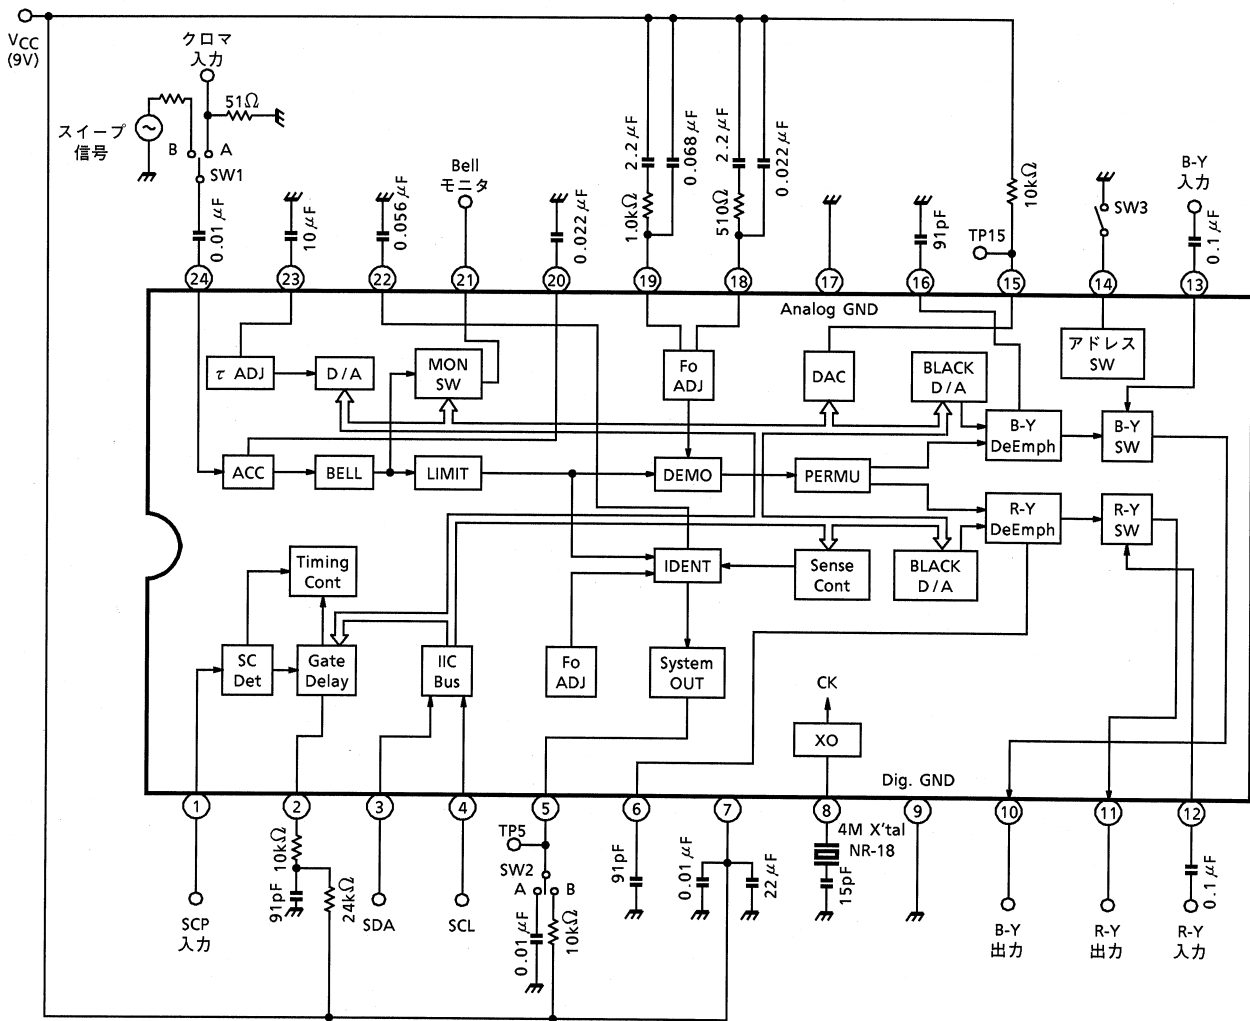 VCC
(9V)
クロマ
入力
51Ω
スイープ
信号
B
A
SW1
0.01μF
10μF
0.056μF
Bell
モニタ
0.022μF
1.0kΩ
2.2μF
0.068μF
510Ω
2.2μF
0.022μF
91pF
TP15
10kΩ
SW3
B-Y
入力
0.1μF
24
23
22
21
20
19
18
17
16
15
14
13
Analog GND
τ ADJ
D/A
MON
SW
Fo
ADJ
DAC
BLACK
D/A
アドレス
SW
B-Y
DeEmph
B-Y
SW
ACC
BELL
LIMIT
DEMO
PERMU
R-Y
DeEmph
R-Y
SW
Timing
Cont
IDENT
Sense
Cont
BLACK
D/A
SC
Det
Gate
Delay
IIC
Bus
Fo
ADJ
System
OUT
CK
XO
Dig. GND
1
2
3
4
5
6
7
8
9
10
11
12
SCP
入力
10kΩ
91pF
24kΩ
SDA
SCL
TP5
SW2
A
B
0.01μF
10kΩ
91pF
0.01μF
22μF
4M X'tal
NR-18
15pF
B-Y
出力
R-Y
出力
R-Y
入力
0.1μF